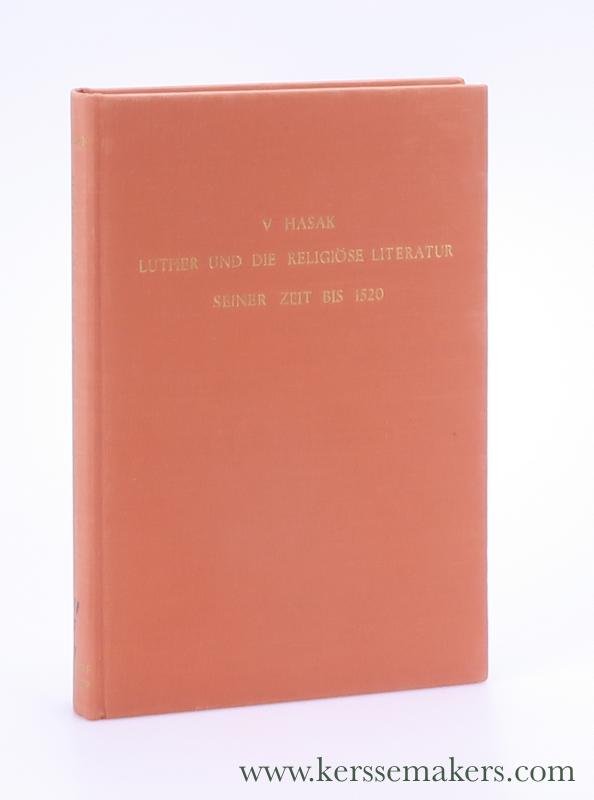 V HASAK
LUTHER UND DIE RELIGIÖSE LITERATUR
SEINER ZEIT BIS 1520
www.kerssemakers.com